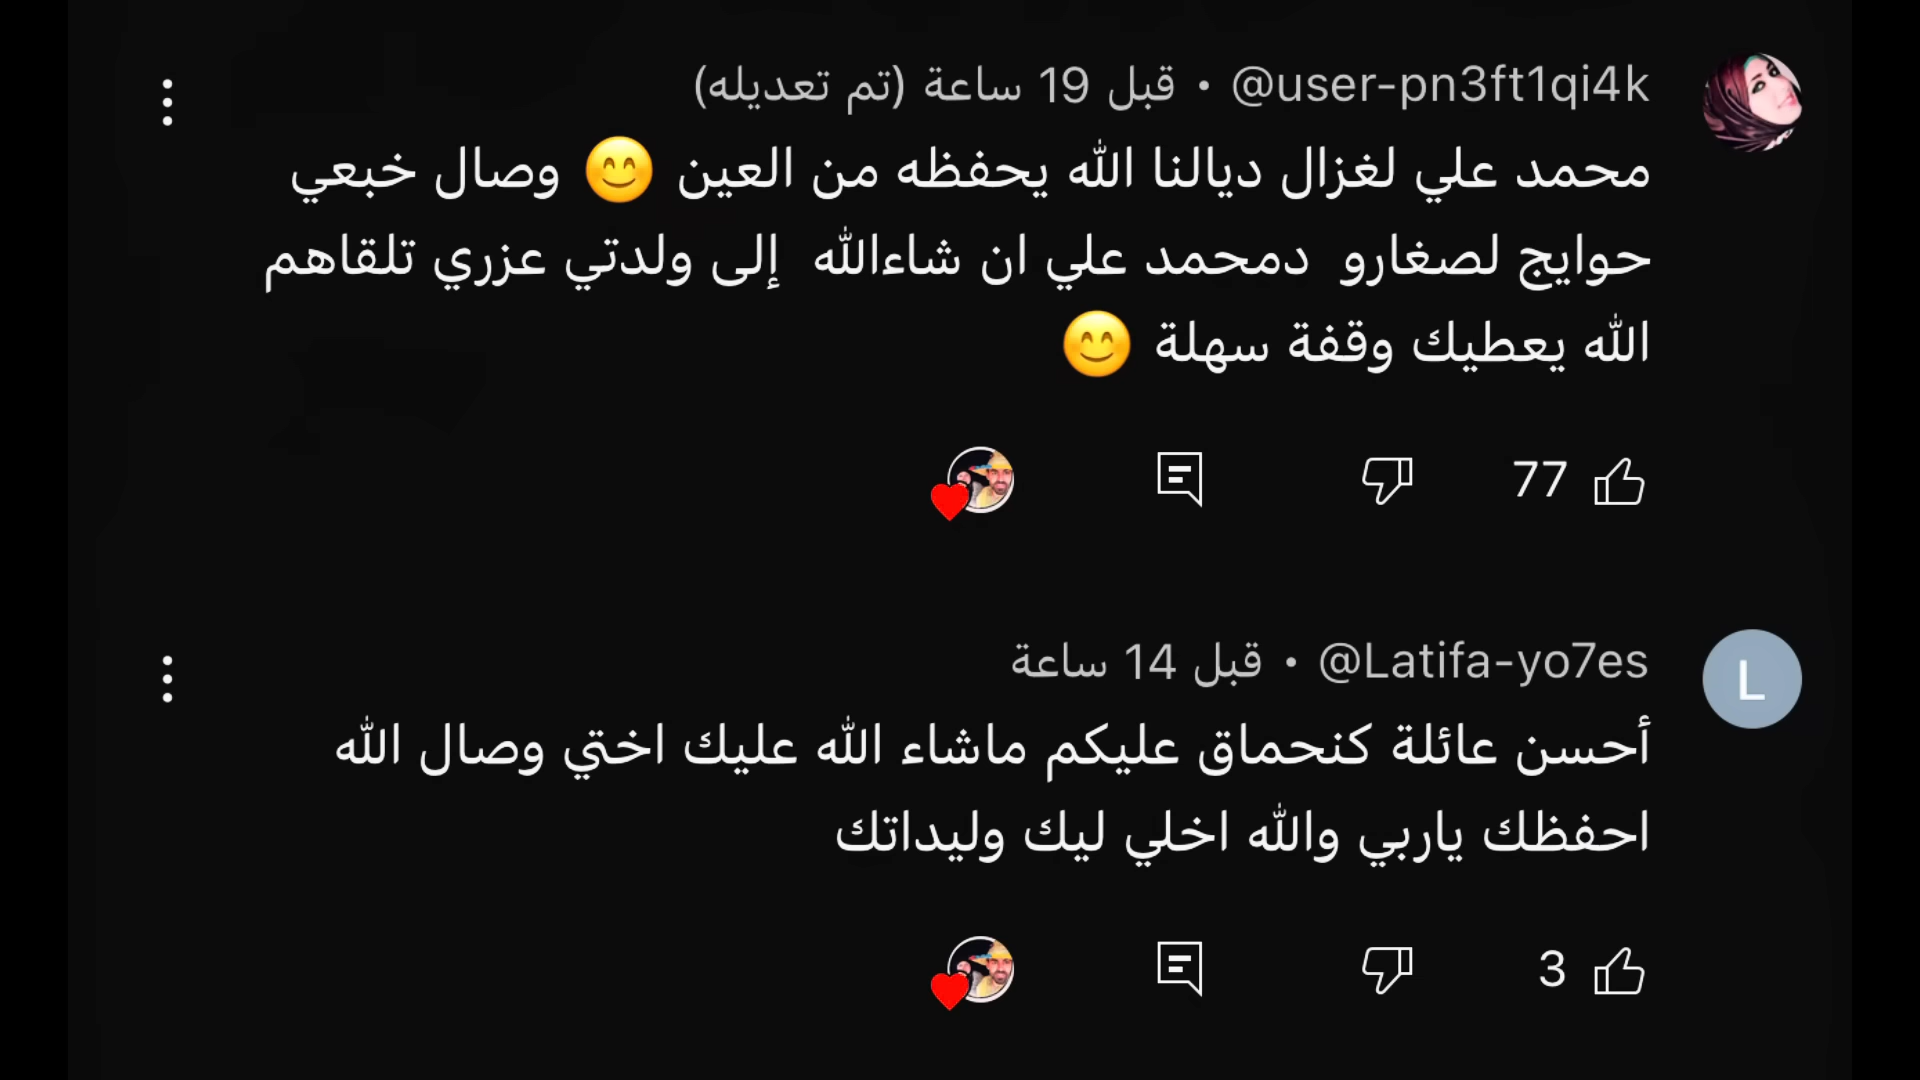 @user-pn3ft1qi4k • قبل 19 ساعة (تم تعديله)
محمد علي لغزال ديالنا الله يحفظه من العين 😊 وصال خبعي
حوايج لصغارو  دمحمد علي ان شاءالله  إلى ولدتي عزري تلقاهم
الله يعطيك وقفة سهلة 😊
77
@Latifa-yo7es • قبل 14 ساعة
L
أحسن عائلة كنحماق عليكم ماشاء الله عليك اختي وصال الله
احفظك ياربي والله اخلي ليك وليداتك
3